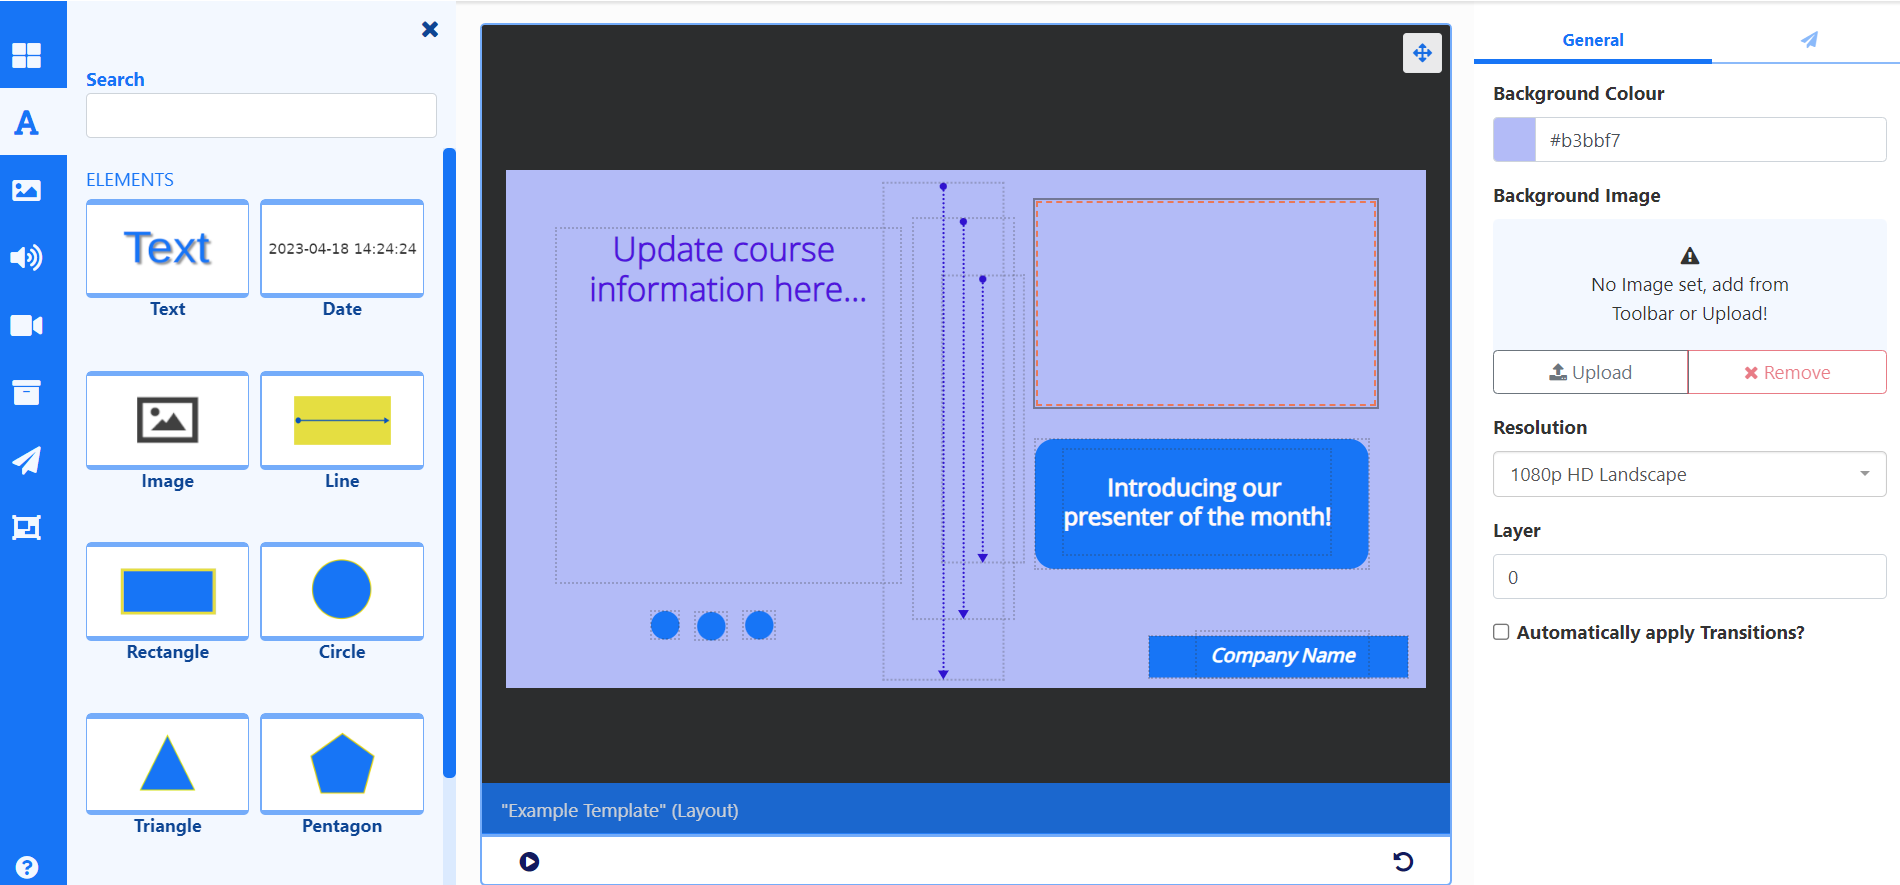 Search
ELEMENTS
Text
2023-04-18 14:24:24
Text
Date
Image
Line
Rectangle
Circle
Triangle
Pentagon
Update course
information here...
Introducing our
presenter of the month!
Company Name
"Example Template" (Layout)
General
Background Colour
#b3bbf7
Background Image
No Image set, add from
Toolbar or Upload!
Upload
Remove
Resolution
1080p HD Landscape
Layer
0
Automatically apply Transitions?